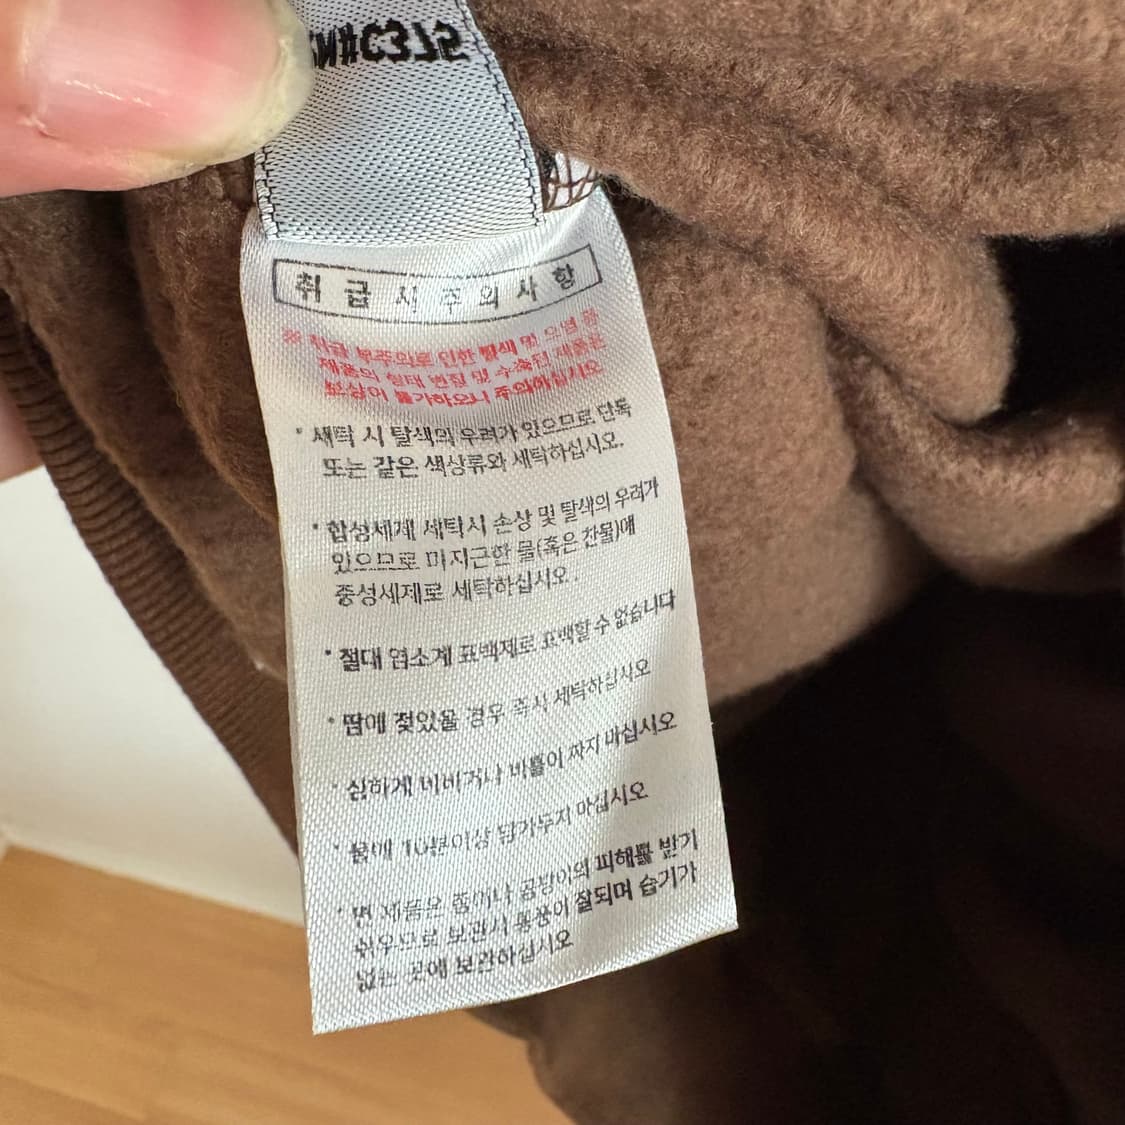 취급시주의사항
※ 취급 부주의로 인한 탈색 및 오염 등
제품의 형태 변형 및 수축된 제품은
보상이 불가하오니 주의하십시오
* 세탁 시 탈색의 우려가 있으므로 단독
또는 같은 색상류와 세탁하십시오.
* 합성세제 세탁시 손상 및 탈색의 우려가
있으므로 미지근한 물(혹은 찬물)에
중성세제로 세탁하십시오.
* 절대 염소계 표백제로 표백할 수 없습니다
* 땀에 젖었을 경우 즉시 세탁하십시오
* 심하게 비비거나 비틀어 짜지 마십시오
* 물에 10분이상 담가두지 마십시오
* 면 제품은 좀이나 곰팡이의 피해를 받기
쉬우므로 보관시 통풍이 잘되며 습기가
없는 곳에 보관하십시오